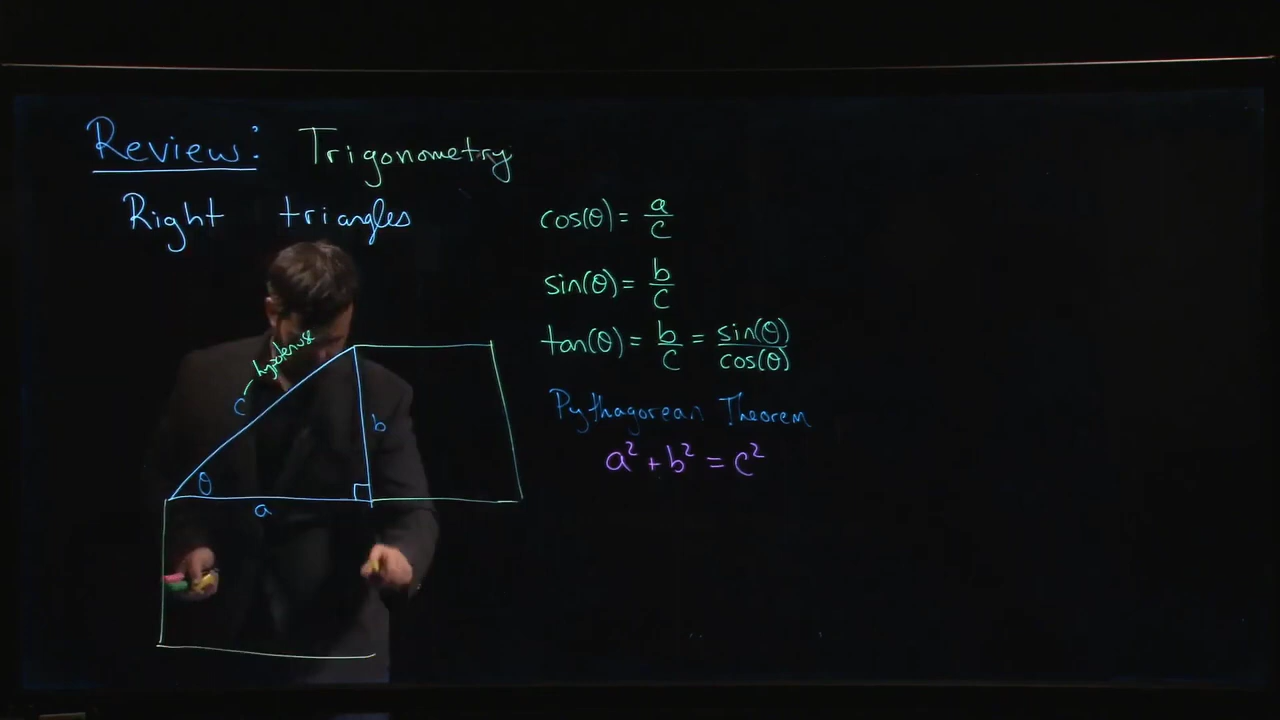 Review: Trigonometry
Right triangles
cos(θ) = a/c
sin(θ) = b/c
tan(θ) = b/c = sin(θ)/cos(θ)
Pythagorean Theorem
a² + b² = c²
hypotenuse
c
b
θ
a